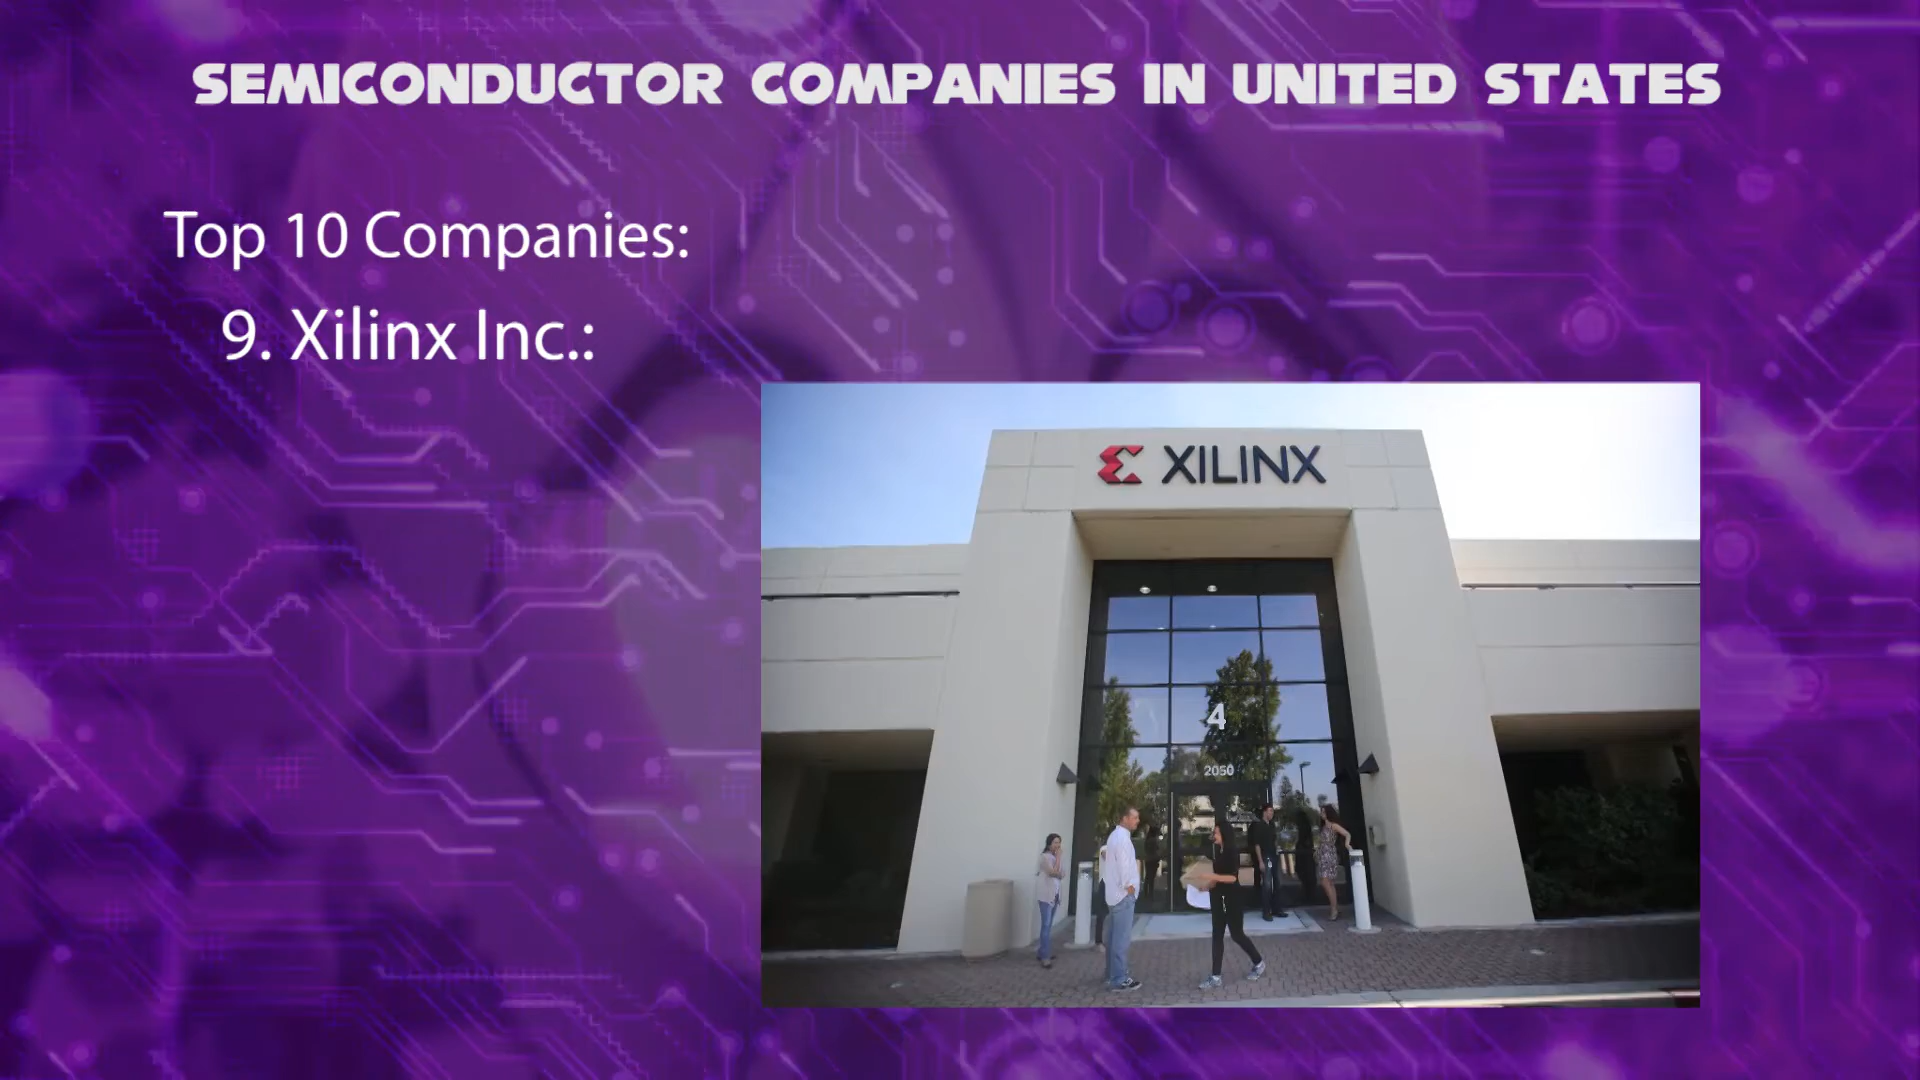 SEMICONDUCTOR COMPANIES IN UNITED STATES
Top 10 Companies:
9. Xilinx Inc.:
XILINX
4
2050